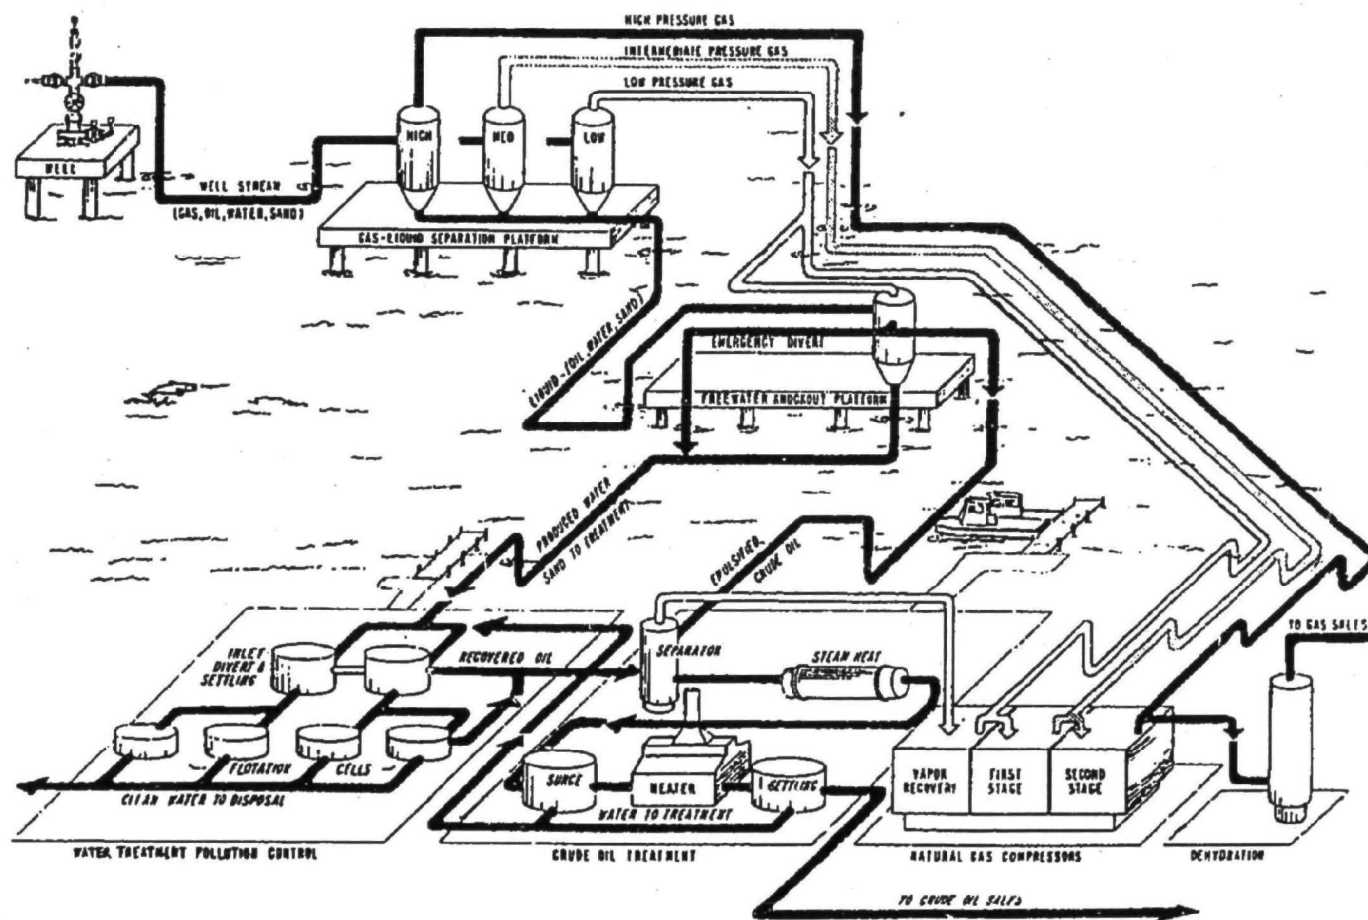 HIGH PRESSURE GAS
INTERMEDIATE PRESSURE GAS
LOW PRESSURE GAS
HIGH
MED
LOW
WELL
WELL STREAM
(GAS, OIL, WATER, SAND)
GAS-LIQUID SEPARATION PLATFORM
LIQUID-(OIL, WATER, SAND)
EMERGENCY DIVERT
FREEWATER KNOCKOUT PLATFORM
PRODUCED WATER
SAND TO TREATMENT
EMULSIFIED
CRUDE OIL
TO GAS SALES
INLET
DIVERT &
SETTLING
RECOVERED OIL
SEPARATOR
STEAM HEAT
FLOTATION
CELLS
SURGE
HEATER
SETTLING
VAPOR
RECOVERY
FIRST
STAGE
SECOND
STAGE
CLEAN WATER TO DISPOSAL
WATER TO TREATMENT
WATER TREATMENT POLLUTION CONTROL
CRUDE OIL TREATMENT
NATURAL GAS COMPRESSORS
DEHYDRATION
TO CRUDE OIL SALES